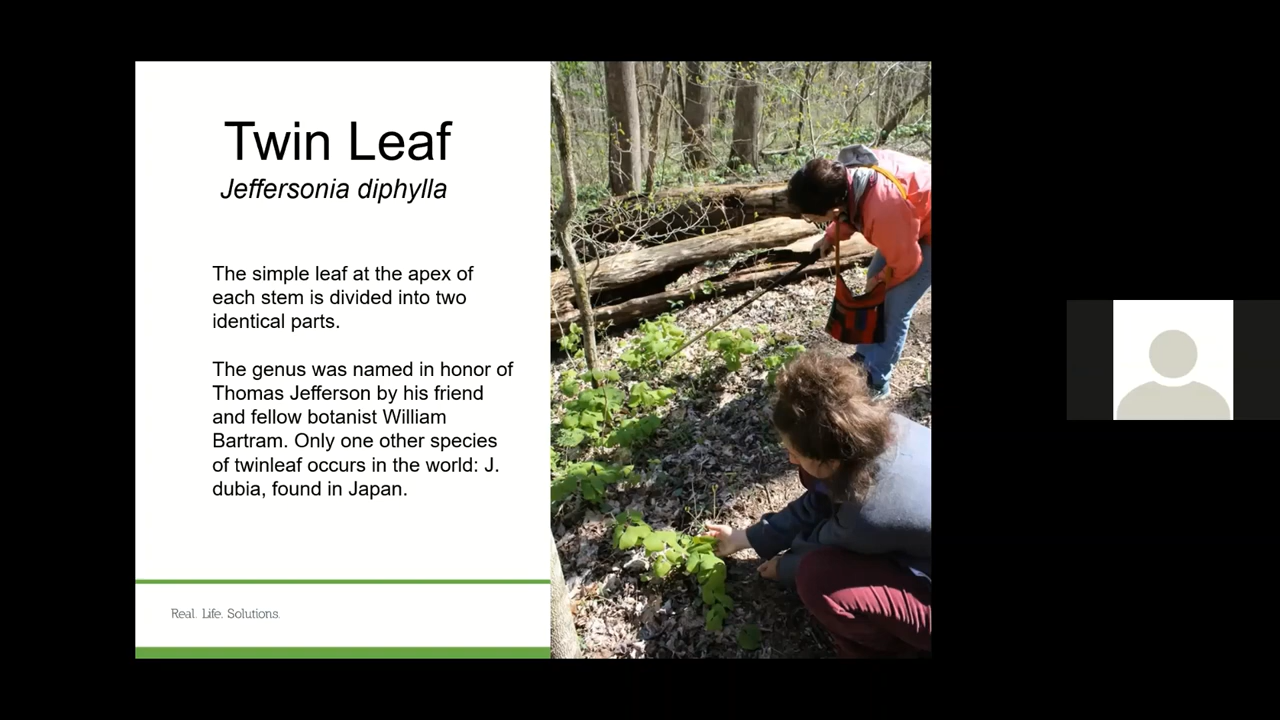 Twin Leaf
Jeffersonia diphylla
The simple leaf at the apex of
each stem is divided into two
identical parts.
The genus was named in honor of
Thomas Jefferson by his friend
and fellow botanist William
Bartram. Only one other species
of twinleaf occurs in the world: J.
dubia, found in Japan.
Real. Life. Solutions.